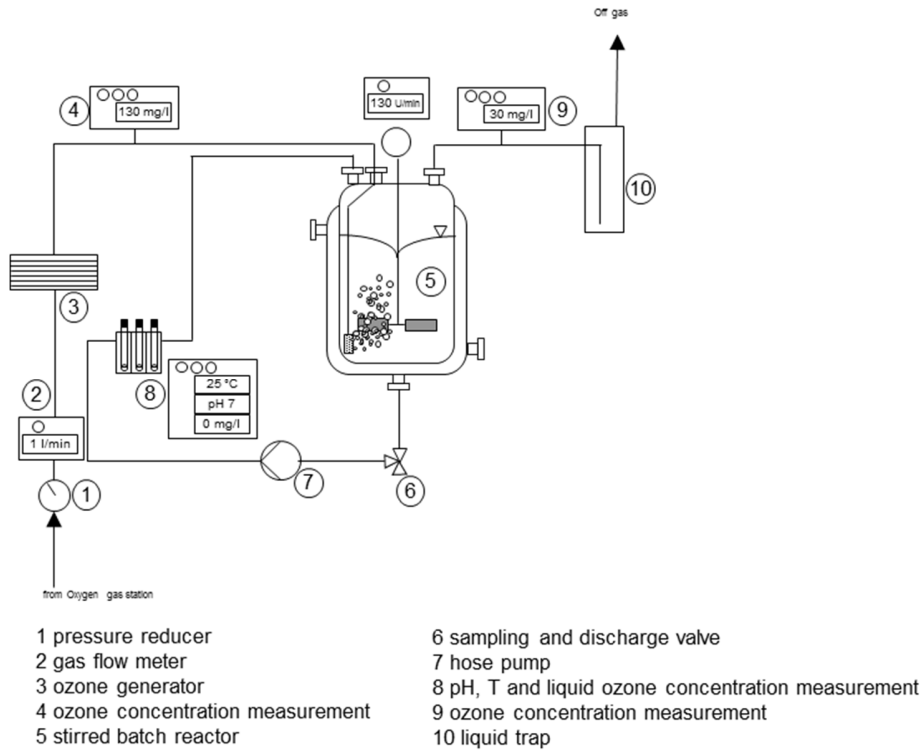 Off gas
4
130 mg/l
130 U/min
30 mg/l
9
10
5
3
2
8
25 °C
pH 7
0 mg/l
1 l/min
7
6
1
from Oxygen gas station
1 pressure reducer
2 gas flow meter
3 ozone generator
4 ozone concentration measurement
5 stirred batch reactor
6 sampling and discharge valve
7 hose pump
8 pH, T and liquid ozone concentration measurement
9 ozone concentration measurement
10 liquid trap